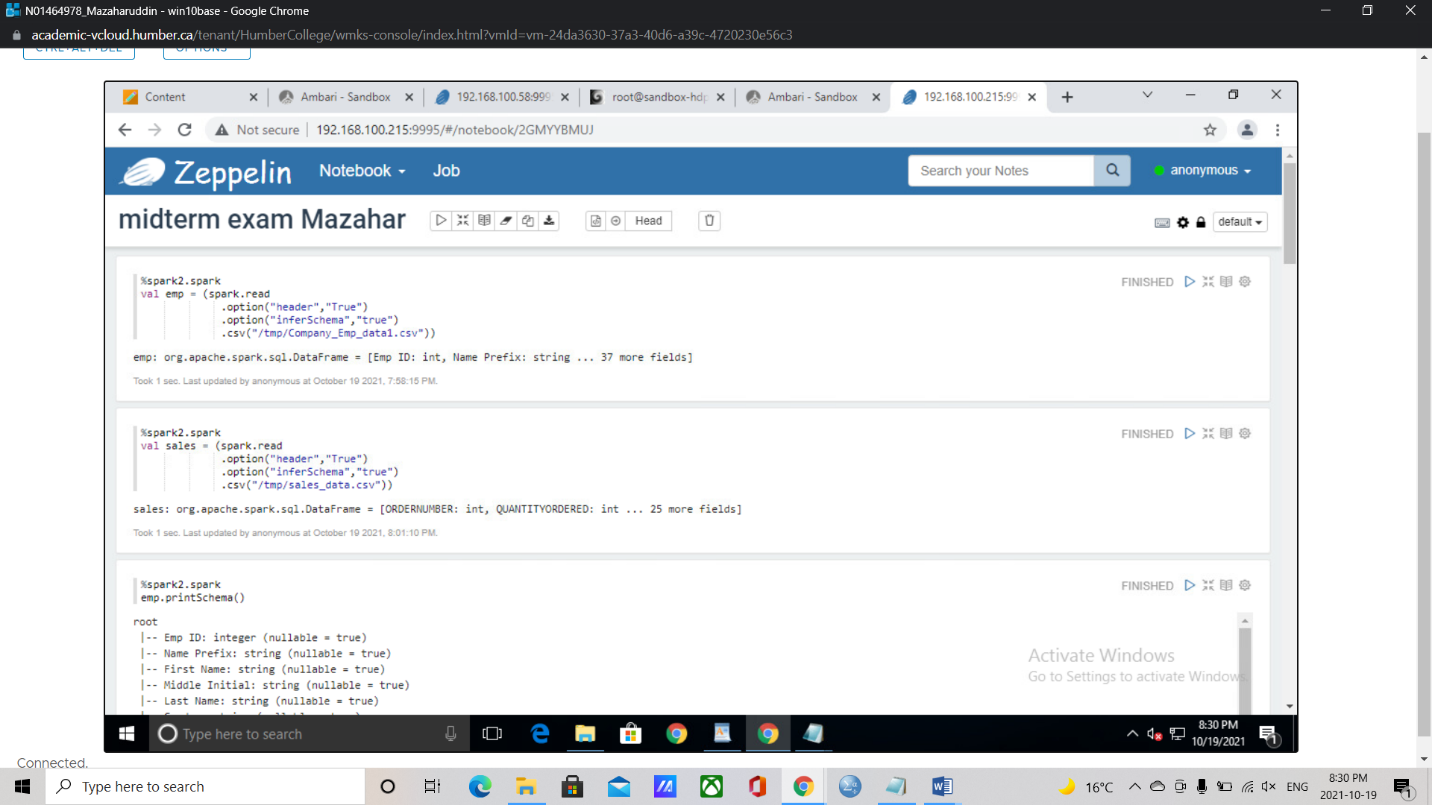 N01464978_Mazaharuddin - win10base - Google Chrome
academic-vcloud.humber.ca/tenant/HumberCollege/wmks-console/index.html?vmId=vm-24da3630-37a3-40d6-a39c-4720230e56c3
CTRL+ALT+DEL OPTIONS
Content Ambari - Sandbox 192.168.100.58:999 root@sandbox-hdp Ambari - Sandbox 192.168.100.215:99
Not secure 192.168.100.215:9995/#/notebook/2GMYYBMUJ
Zeppelin Notebook Job Search your Notes anonymous
midterm exam Mazahar Head default
%spark2.spark FINISHED
val emp = (spark.read
.option("header","True")
.option("inferSchema","true")
.csv("/tmp/Company_Emp_data1.csv"))
emp: org.apache.spark.sql.DataFrame = [Emp ID: int, Name Prefix: string ... 37 more fields]
Took 1 sec. Last updated by anonymous at October 19 2021, 7:58:15 PM.
%spark2.spark FINISHED
val sales = (spark.read
.option("header","True")
.option("inferSchema","true")
.csv("/tmp/sales_data.csv"))
sales: org.apache.spark.sql.DataFrame = [ORDERNUMBER: int, QUANTITYORDERED: int ... 25 more fields]
Took 1 sec. Last updated by anonymous at October 19 2021, 8:01:10 PM.
%spark2.spark FINISHED
emp.printSchema()
root
|-- Emp ID: integer (nullable = true)
|-- Name Prefix: string (nullable = true)
|-- First Name: string (nullable = true)
|-- Middle Initial: string (nullable = true)
|-- Last Name: string (nullable = true)
Activate Windows
Go to Settings to activate Windows.
Type here to search 8:30 PM
10/19/2021 1
Connected.
Type here to search 16°C ENG 8:30 PM
2021-10-19 1